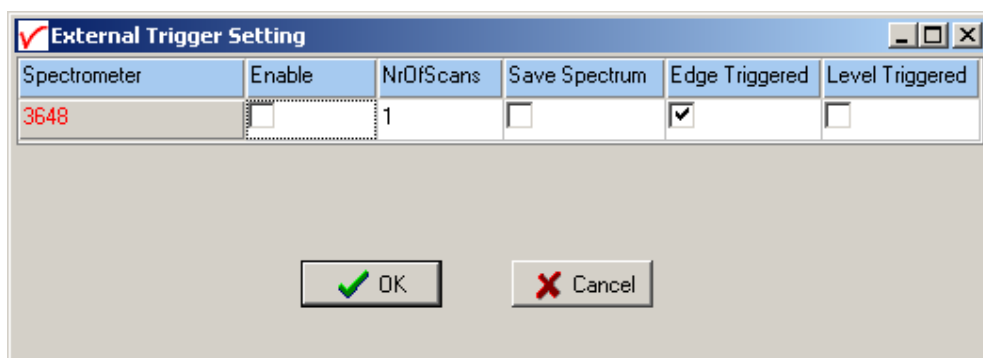 External Trigger Setting
Spectrometer Enable NrOfScans Save Spectrum Edge Triggered Level Triggered
3648 1
OK Cancel